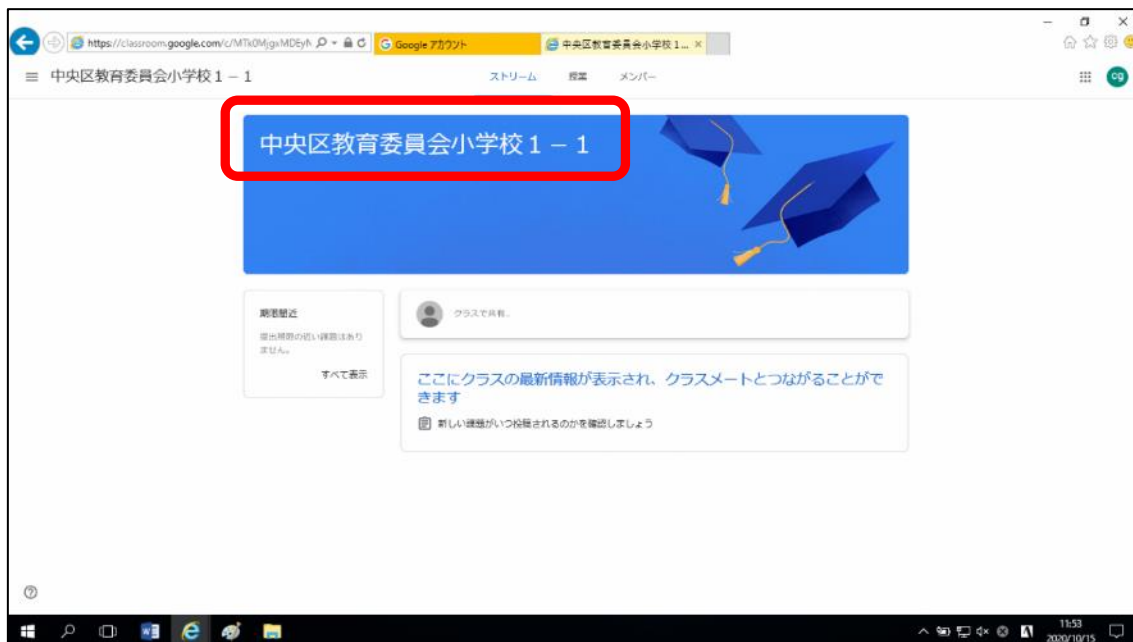 https://classroom.google.com/c/MTk0MjgxMDEyN
Google アカウント
中央区教育委員会小学校1...
中央区教育委員会小学校１－１
ストリーム
授業
メンバー
cg
中央区教育委員会小学校１－１
期限間近
提出期限の近い課題はあり
ません。
すべて表示
クラスで共有...
ここにクラスの最新情報が表示され、クラスメートとつながることがで
きます
新しい課題がいつ投稿されるのかを確認しましょう
A
11:53
2020/10/15